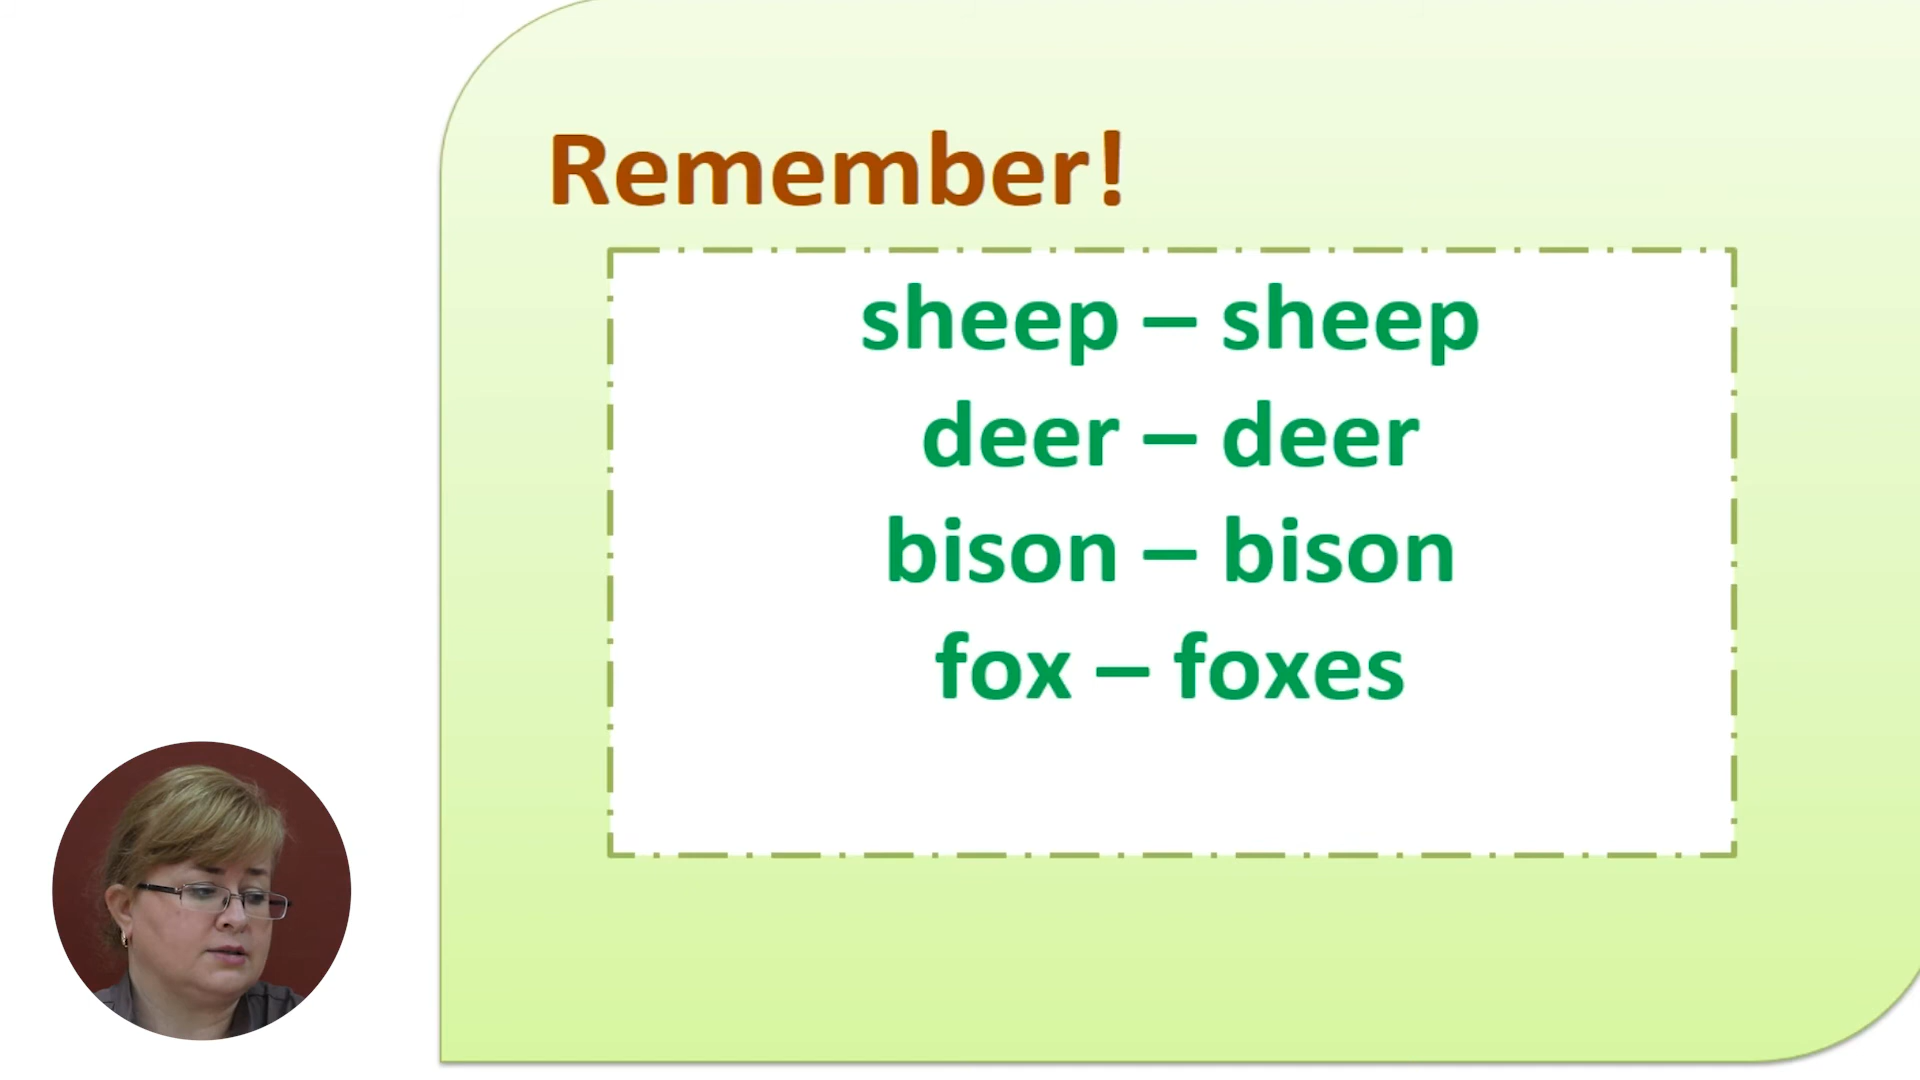 Remember!
sheep – sheep
deer – deer
bison – bison
fox – foxes